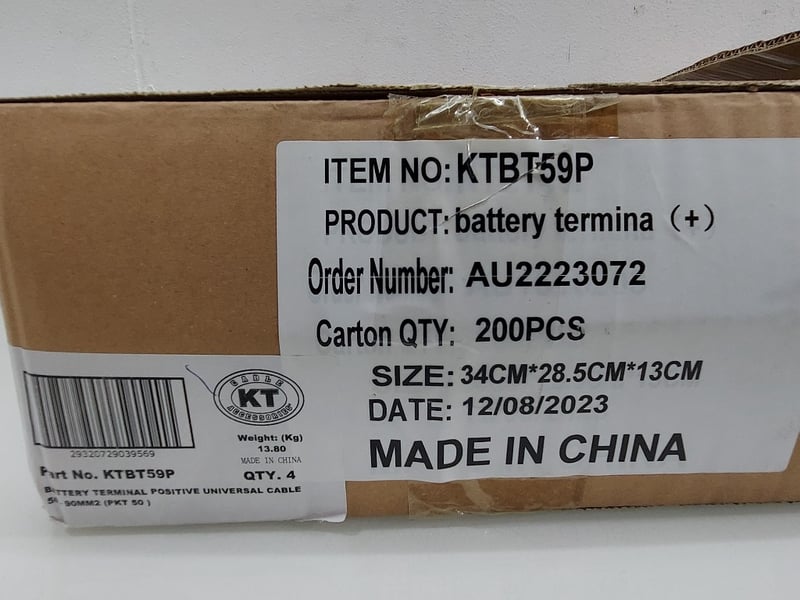 ITEM NO: KTBT59P
PRODUCT: battery termina (+)
Order Number: AU2223072
Carton QTY: 200PCS
SIZE: 34CM*28.5CM*13CM
DATE: 12/08/2023
MADE IN CHINA
CABLE
KT
ACCESSORIES
29320729039569
Weight: (Kg)
13.80
MADE IN CHINA
Part No. KTBT59P
QTY. 4
BATTERY TERMINAL POSITIVE UNIVERSAL CABLE
-90MM2 (PKT 50 )